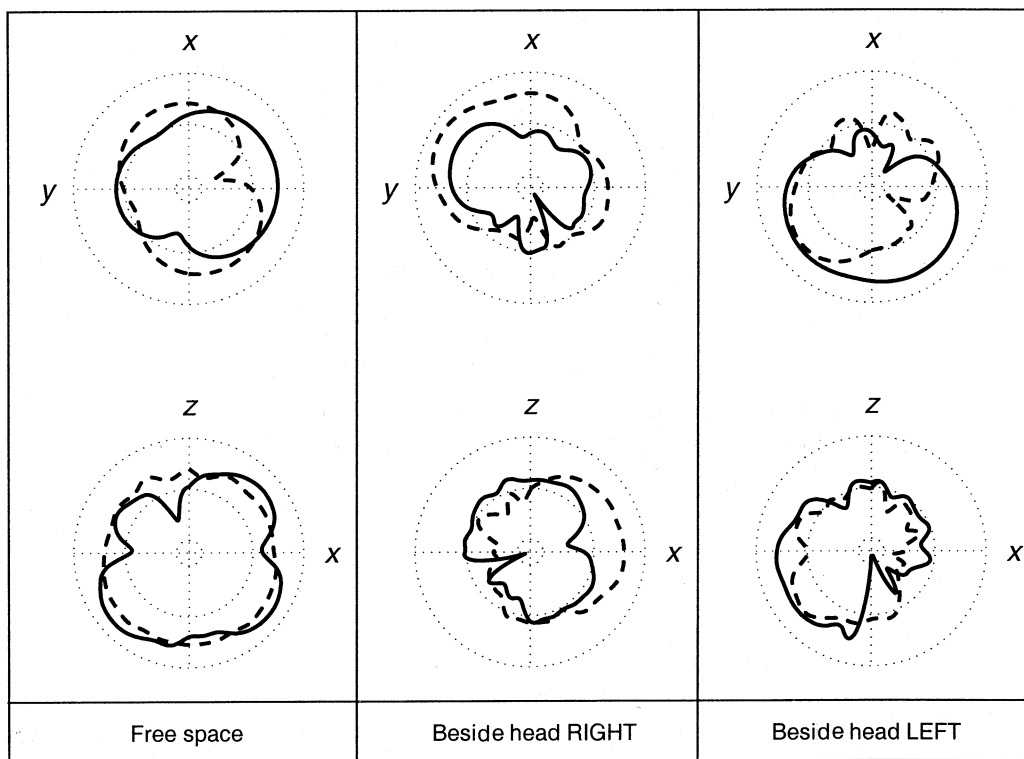 x x x
y y y
z z z
x x x
Free space Beside head RIGHT Beside head LEFT